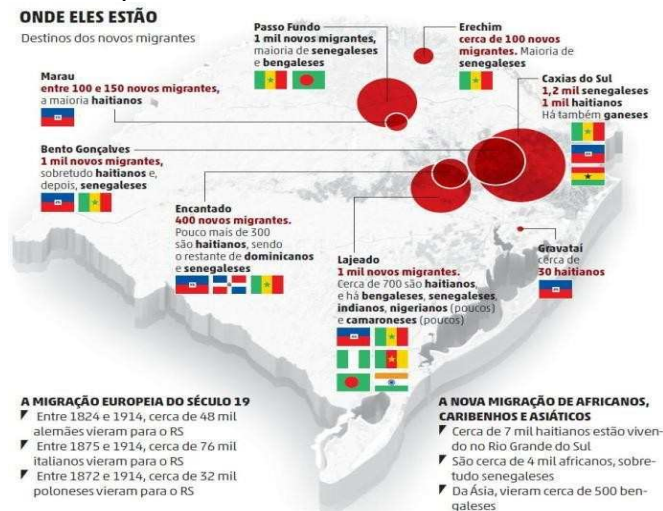 ONDE ELES ESTÃO
Destinos dos novos migrantes
Passo Fundo
1 mil novos migrantes,
maioria de senegaleses
e bengaleses
Erechim
cerca de 100 novos
migrantes. Maioria de
senegaleses
Marau
entre 100 e 150 novos migrantes,
a maioria haitianos
Caxias do Sul
1,2 mil senegaleses
1 mil haitianos
Há também ganeses
Bento Gonçalves
1 mil novos migrantes,
sobretudo haitianos e,
depois, senegaleses
Encantado
400 novos migrantes.
Pouco mais de 300
são haitianos, sendo
o restante de dominicanos
e senegaleses
Lajeado
1 mil novos migrantes.
Cerca de 700 são haitianos,
e há bengaleses, senegaleses,
indianos, nigerianos (poucos)
e camaroneses (poucos)
Gravataí
cerca de
30 haitianos
A MIGRAÇÃO EUROPEIA DO SÉCULO 19
Entre 1824 e 1914, cerca de 48 mil
alemães vieram para o RS
Entre 1875 e 1914, cerca de 76 mil
italianos vieram para o RS
Entre 1872 e 1914, cerca de 32 mil
poloneses vieram para o RS
A NOVA MIGRAÇÃO DE AFRICANOS,
CARIBENHOS E ASIÁTICOS
Cerca de 7 mil haitianos estão viven-
do no Rio Grande do Sul
São cerca de 4 mil africanos, sobre-
tudo senegaleses
Da Ásia, vieram cerca de 500 ben-
galeses